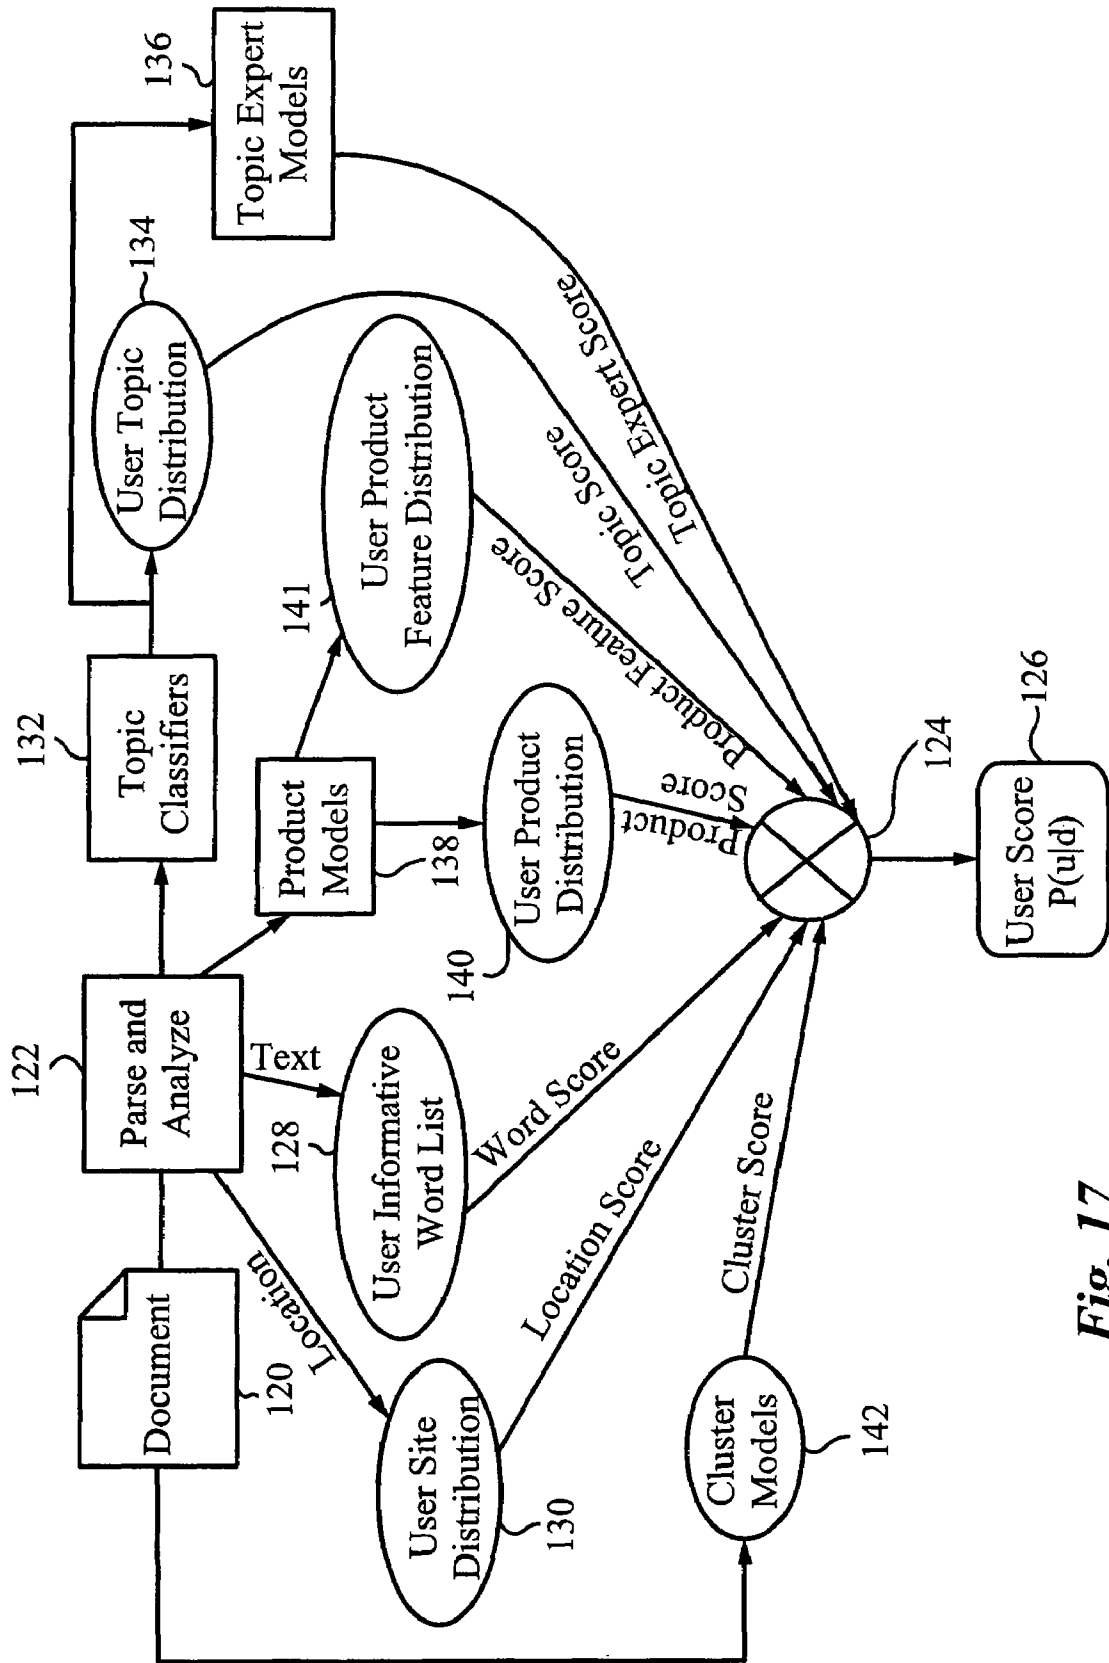 120
Document
122
Parse and
Analyze
132
Topic
Classifiers
134
User Topic
Distribution
136
Topic Expert
Models
Location
Text
138
Product
Models
141
User Product
Feature Distribution
130
User Site
Distribution
128
User Informative
Word List
140
User Product
Distribution
142
Cluster
Models
Cluster Score
Location Score
Word Score
Product
Score
Product Feature Score
Topic Score
Topic Expert Score
124
126
User Score
P(u|d)
Fig. 17